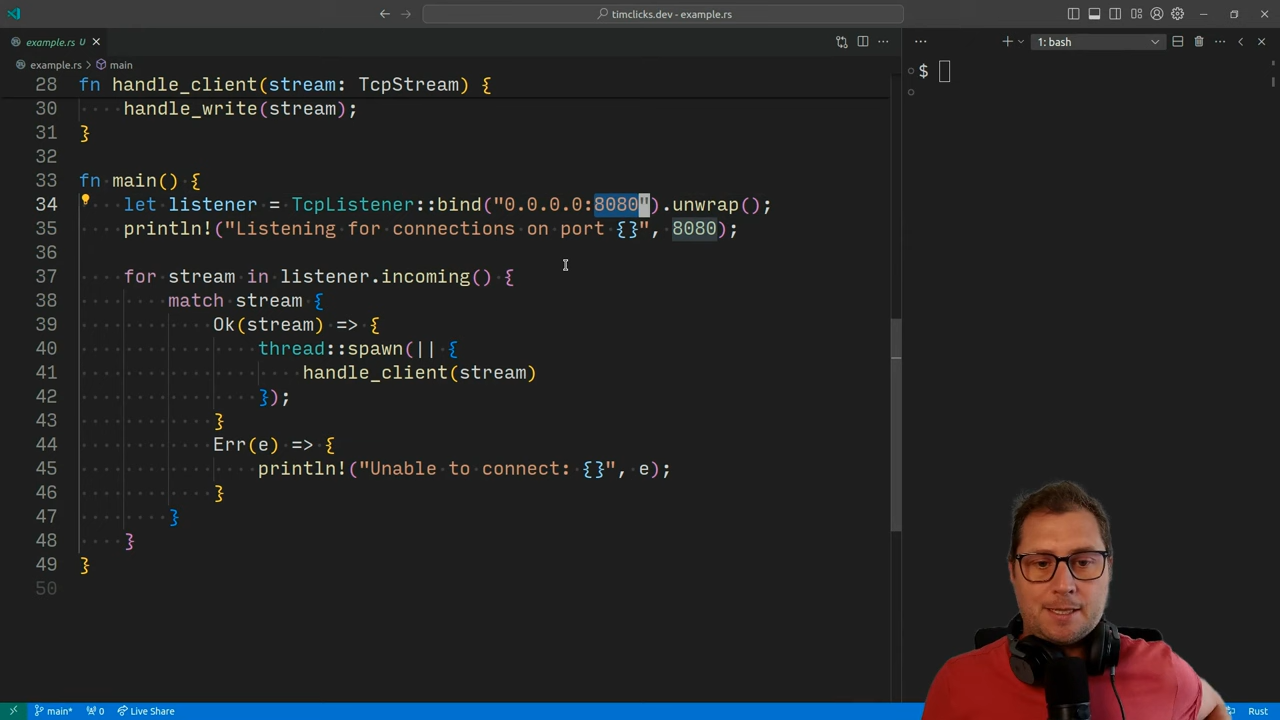 timclicks.dev - example.rs
example.rs U
1: bash
example.rs > main
28 fn handle_client(stream: TcpStream) {
30 handle_write(stream);
31 }
32
33 fn main() {
34 let listener = TcpListener::bind("0.0.0.0:8080").unwrap();
35 println!("Listening for connections on port {}", 8080);
36
37 for stream in listener.incoming() {
38 match stream {
39 Ok(stream) => {
40 thread::spawn(|| {
41 handle_client(stream)
42 });
43 }
44 Err(e) => {
45 println!("Unable to connect: {}", e);
46 }
47 }
48 }
49 }
50
$
main* 0 Live Share Rust